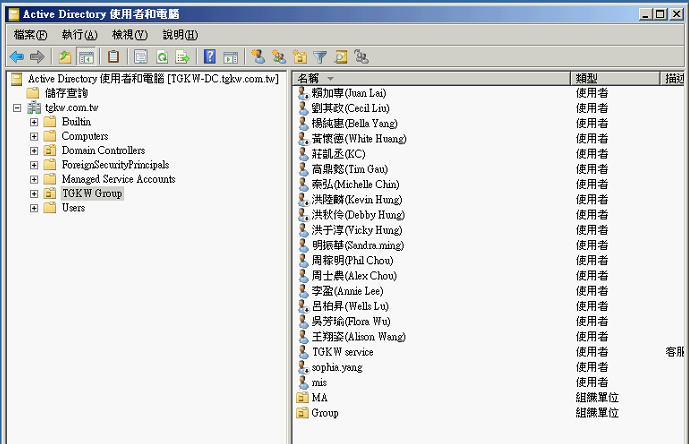 Active Directory 使用者和電腦
檔案(F) 執行(A) 檢視(V) 說明(H)
Active Directory 使用者和電腦 [TGKW-DC.tgkw.com.tw]
儲存查詢
tgkw.com.tw
Builtin
Computers
Domain Controllers
ForeignSecurityPrincipals
Managed Service Accounts
TGKW Group
Users
名稱 類型 描述
賴加專(Juan Lai) 使用者
劉其政(Cecil Liu) 使用者
楊純惠(Bella Yang) 使用者
黃懷德(White Huang) 使用者
莊凱丞(KC) 使用者
高鼎懿(Tim Gau) 使用者
秦弘(Michelle Chin) 使用者
洪陸麟(Kevin Hung) 使用者
洪秋伶(Debby Hung) 使用者
洪于淳(Vicky Hung) 使用者
明振華(Sandra.ming) 使用者
周稼明(Phil Chou) 使用者
周士農(Alex Chou) 使用者
李盈(Annie Lee) 使用者
呂柏昇(Wells Lu) 使用者
吳芳瑜(Flora Wu) 使用者
王翔姿(Alison Wang) 使用者
TGKW service 使用者 客服
sophia.yang 使用者
mis 使用者
MA 組織單位
Group 組織單位